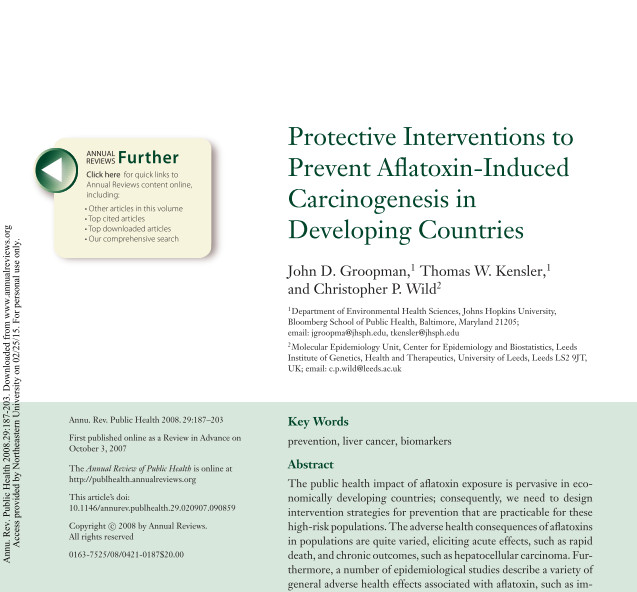 Protective Interventions to
Prevent Aflatoxin-Induced
Carcinogenesis in
Developing Countries
John D. Groopman,¹ Thomas W. Kensler,¹
and Christopher P. Wild²
¹Department of Environmental Health Sciences, Johns Hopkins University,
Bloomberg School of Public Health, Baltimore, Maryland 21205;
email: jgroopma@jhsph.edu, tkensler@jhsph.edu
²Molecular Epidemiology Unit, Center for Epidemiology and Biostatistics, Leeds
Institute of Genetics, Health and Therapeutics, University of Leeds, Leeds LS2 9JT,
UK; email: c.p.wild@leeds.ac.uk
ANNUAL
REVIEWS Further
Click here for quick links to
Annual Reviews content online,
including:
• Other articles in this volume
• Top cited articles
• Top downloaded articles
• Our comprehensive search
Annu. Rev. Public Health 2008.29:187-203. Downloaded from www.annualreviews.org
Access provided by Northeastern University on 02/25/15. For personal use only.
Annu. Rev. Public Health 2008. 29:187–203
First published online as a Review in Advance on
October 3, 2007
The Annual Review of Public Health is online at
http://publhealth.annualreviews.org
This article's doi:
10.1146/annurev.publhealth.29.020907.090859
Copyright © 2008 by Annual Reviews.
All rights reserved
0163-7525/08/0421-0187$20.00
Key Words
prevention, liver cancer, biomarkers
Abstract
The public health impact of aflatoxin exposure is pervasive in eco-
nomically developing countries; consequently, we need to design
intervention strategies for prevention that are practicable for these
high-risk populations. The adverse health consequences of aflatoxins
in populations are quite varied, eliciting acute effects, such as rapid
death, and chronic outcomes, such as hepatocellular carcinoma. Fur-
thermore, a number of epidemiological studies describe a variety of
general adverse health effects associated with aflatoxin, such as im-